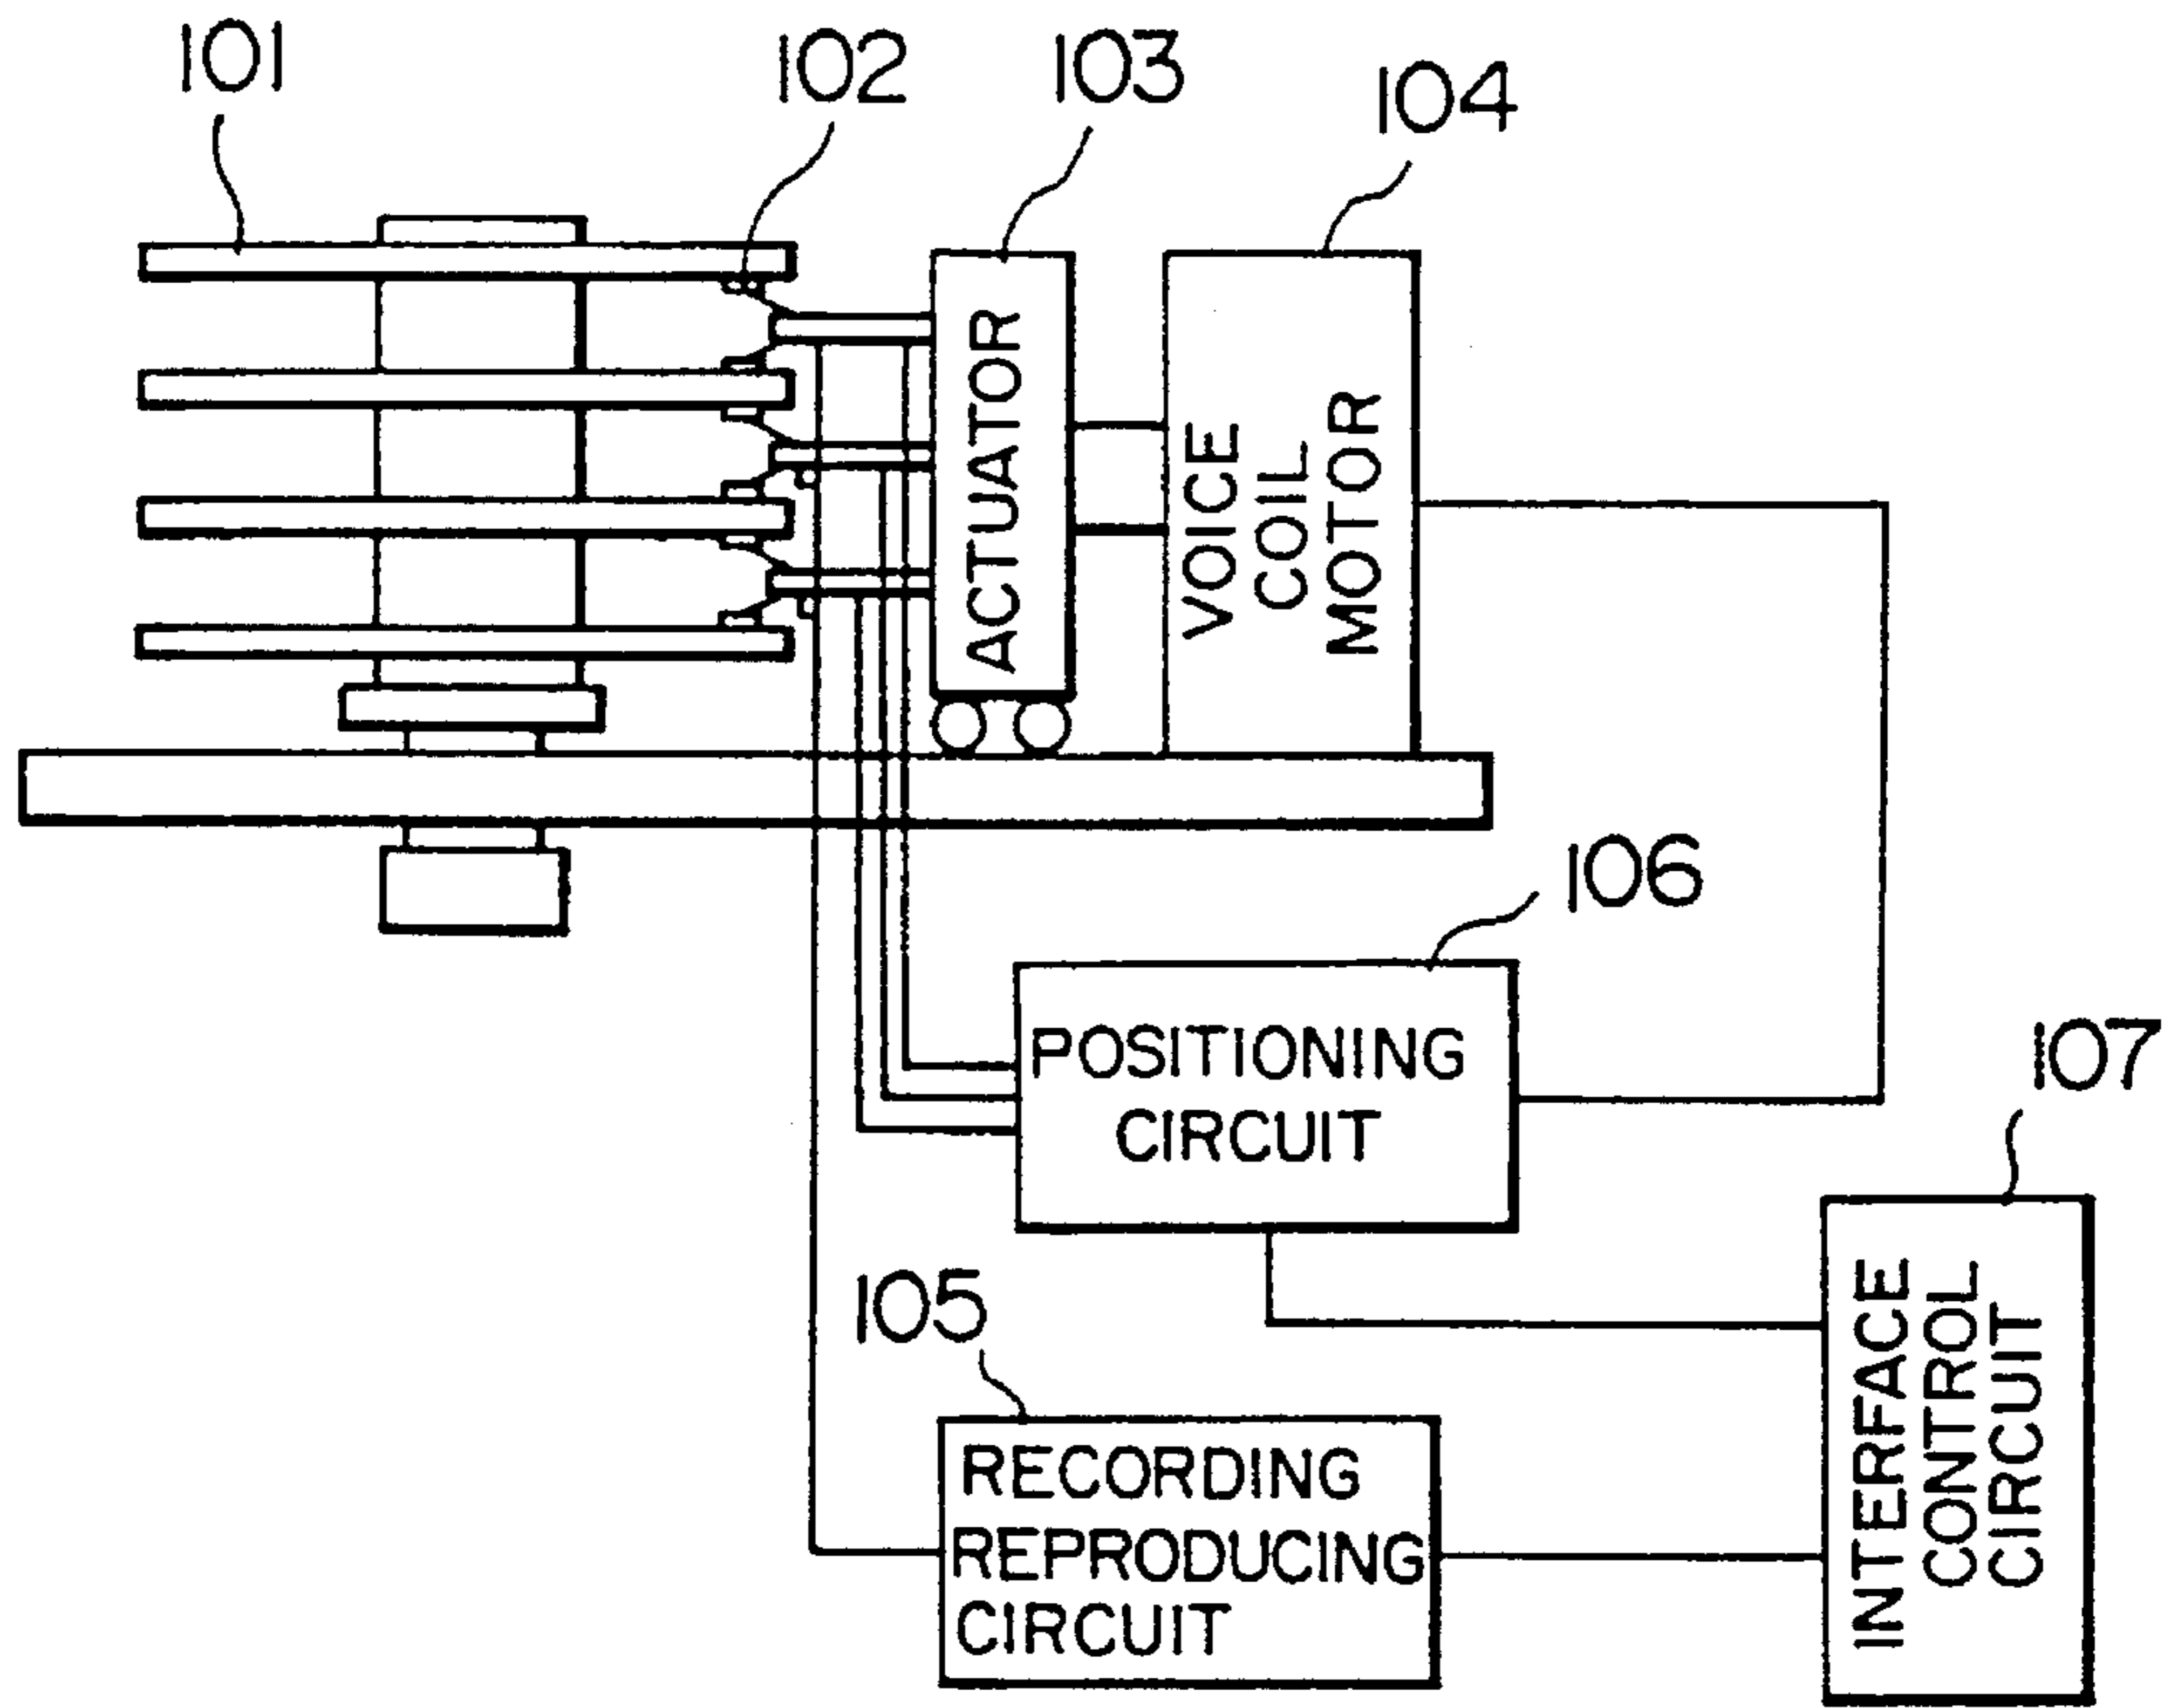 101
102
103
104
ACTUATOR
VOICE
COIL
MOTOR
106
POSITIONING
CIRCUIT
107
105
RECORDING
REPRODUCING
CIRCUIT
INTERFACE
CONTROL
CIRCUIT